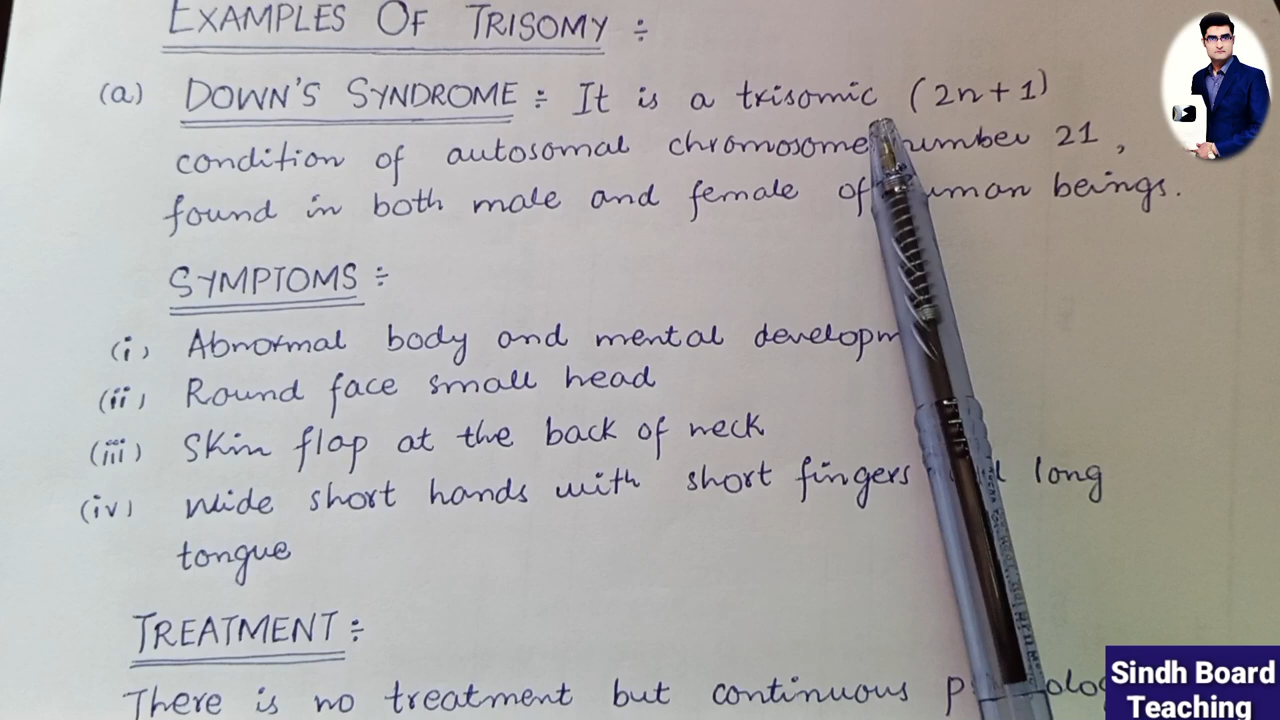 EXAMPLES OF TRISOMY :
(a) DOWN'S SYNDROME : It is a trisomic (2n+1)
condition of autosomal chromosome number 21,
found in both male and female of human beings.
SYMPTOMS :
(i) Abnormal body and mental
(ii) Round face small head
(iii) Skin flap at the back of neck
(iv) Wide short hands with short fingers long
tongue
TREATMENT :
There is no treatment but continuous
Sindh Board
Teaching